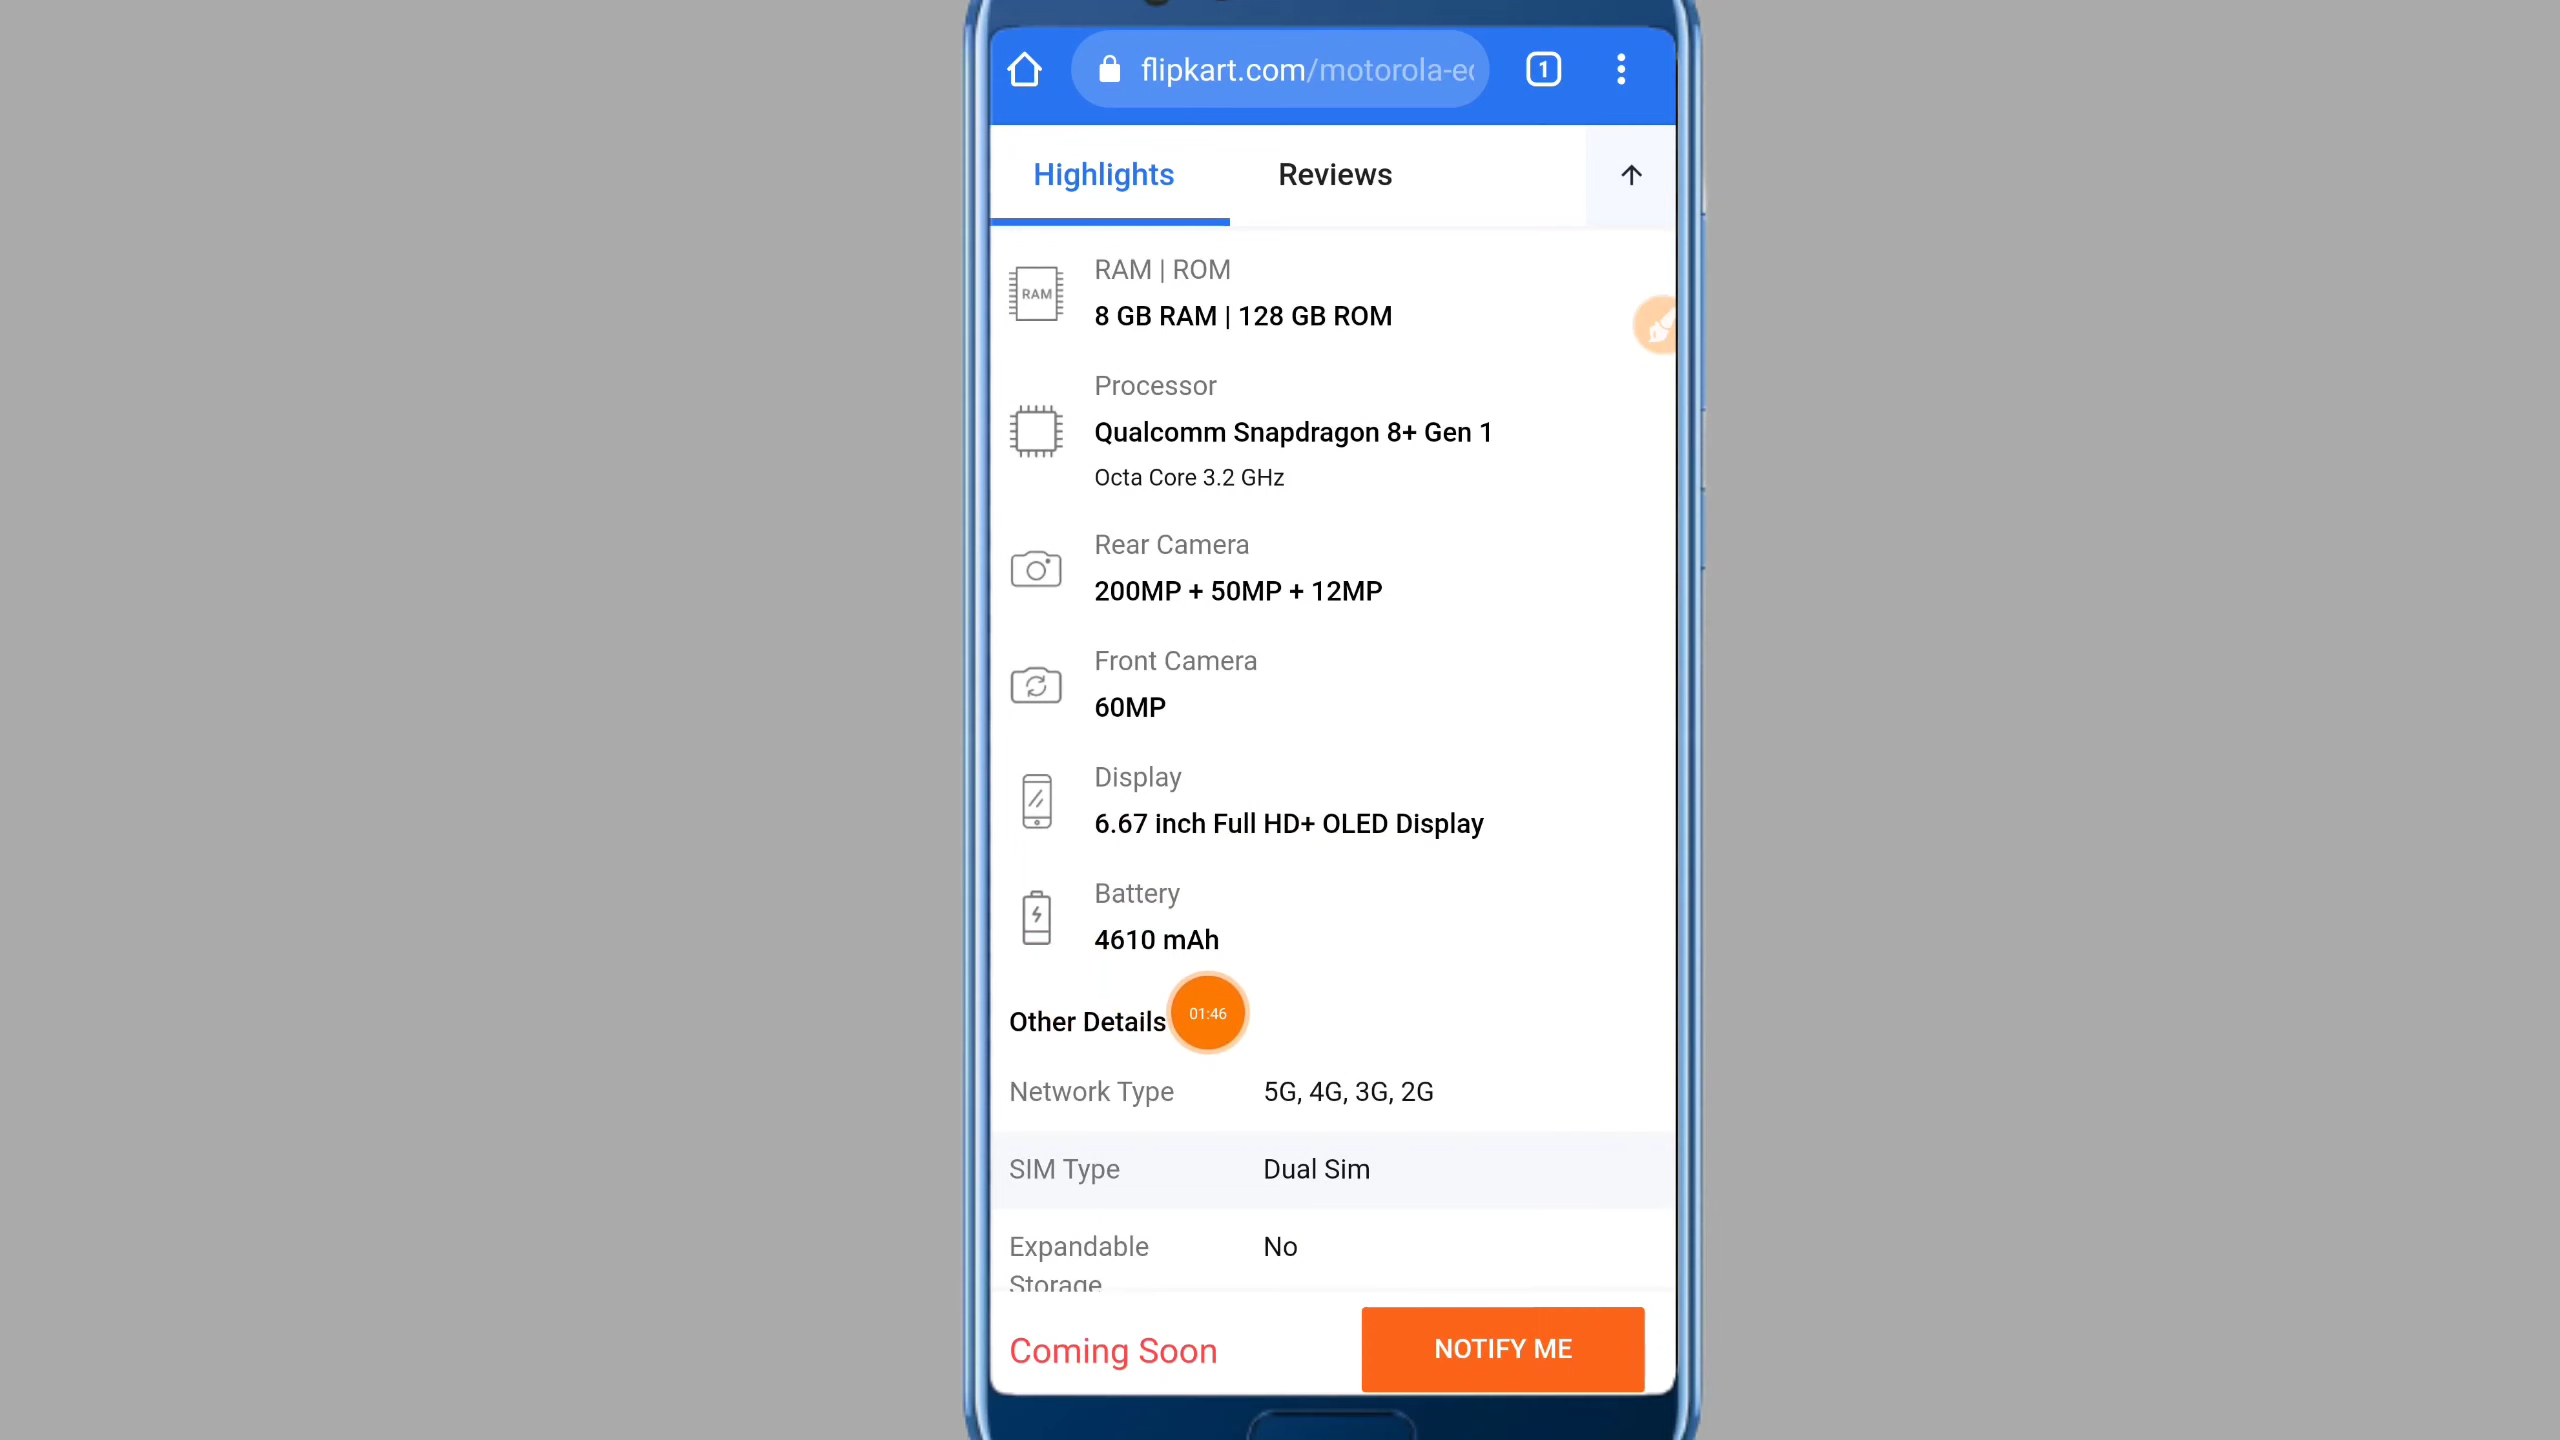 flipkart.com/motorola-e
1
Highlights
Reviews
RAM | ROM
RAM
8 GB RAM | 128 GB ROM
Processor
Qualcomm Snapdragon 8+ Gen 1
Octa Core 3.2 GHz
Rear Camera
200MP + 50MP + 12MP
Front Camera
60MP
Display
6.67 inch Full HD+ OLED Display
Battery
4610 mAh
Other Details
01:46
Network Type
5G, 4G, 3G, 2G
SIM Type
Dual Sim
Expandable
No
Storage
Coming Soon
NOTIFY ME